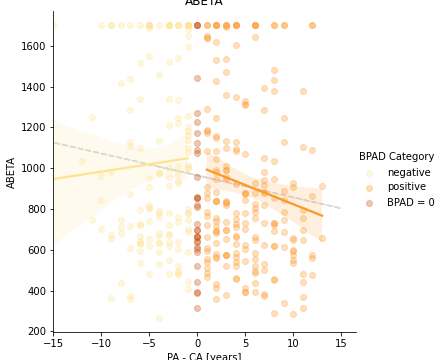 ABETA
1600
1400
1200
1000
800
600
400
200
ABETA
−15
−10
−5
0
5
10
15
PA - CA [years]
BPAD Category
negative
positive
BPAD = 0